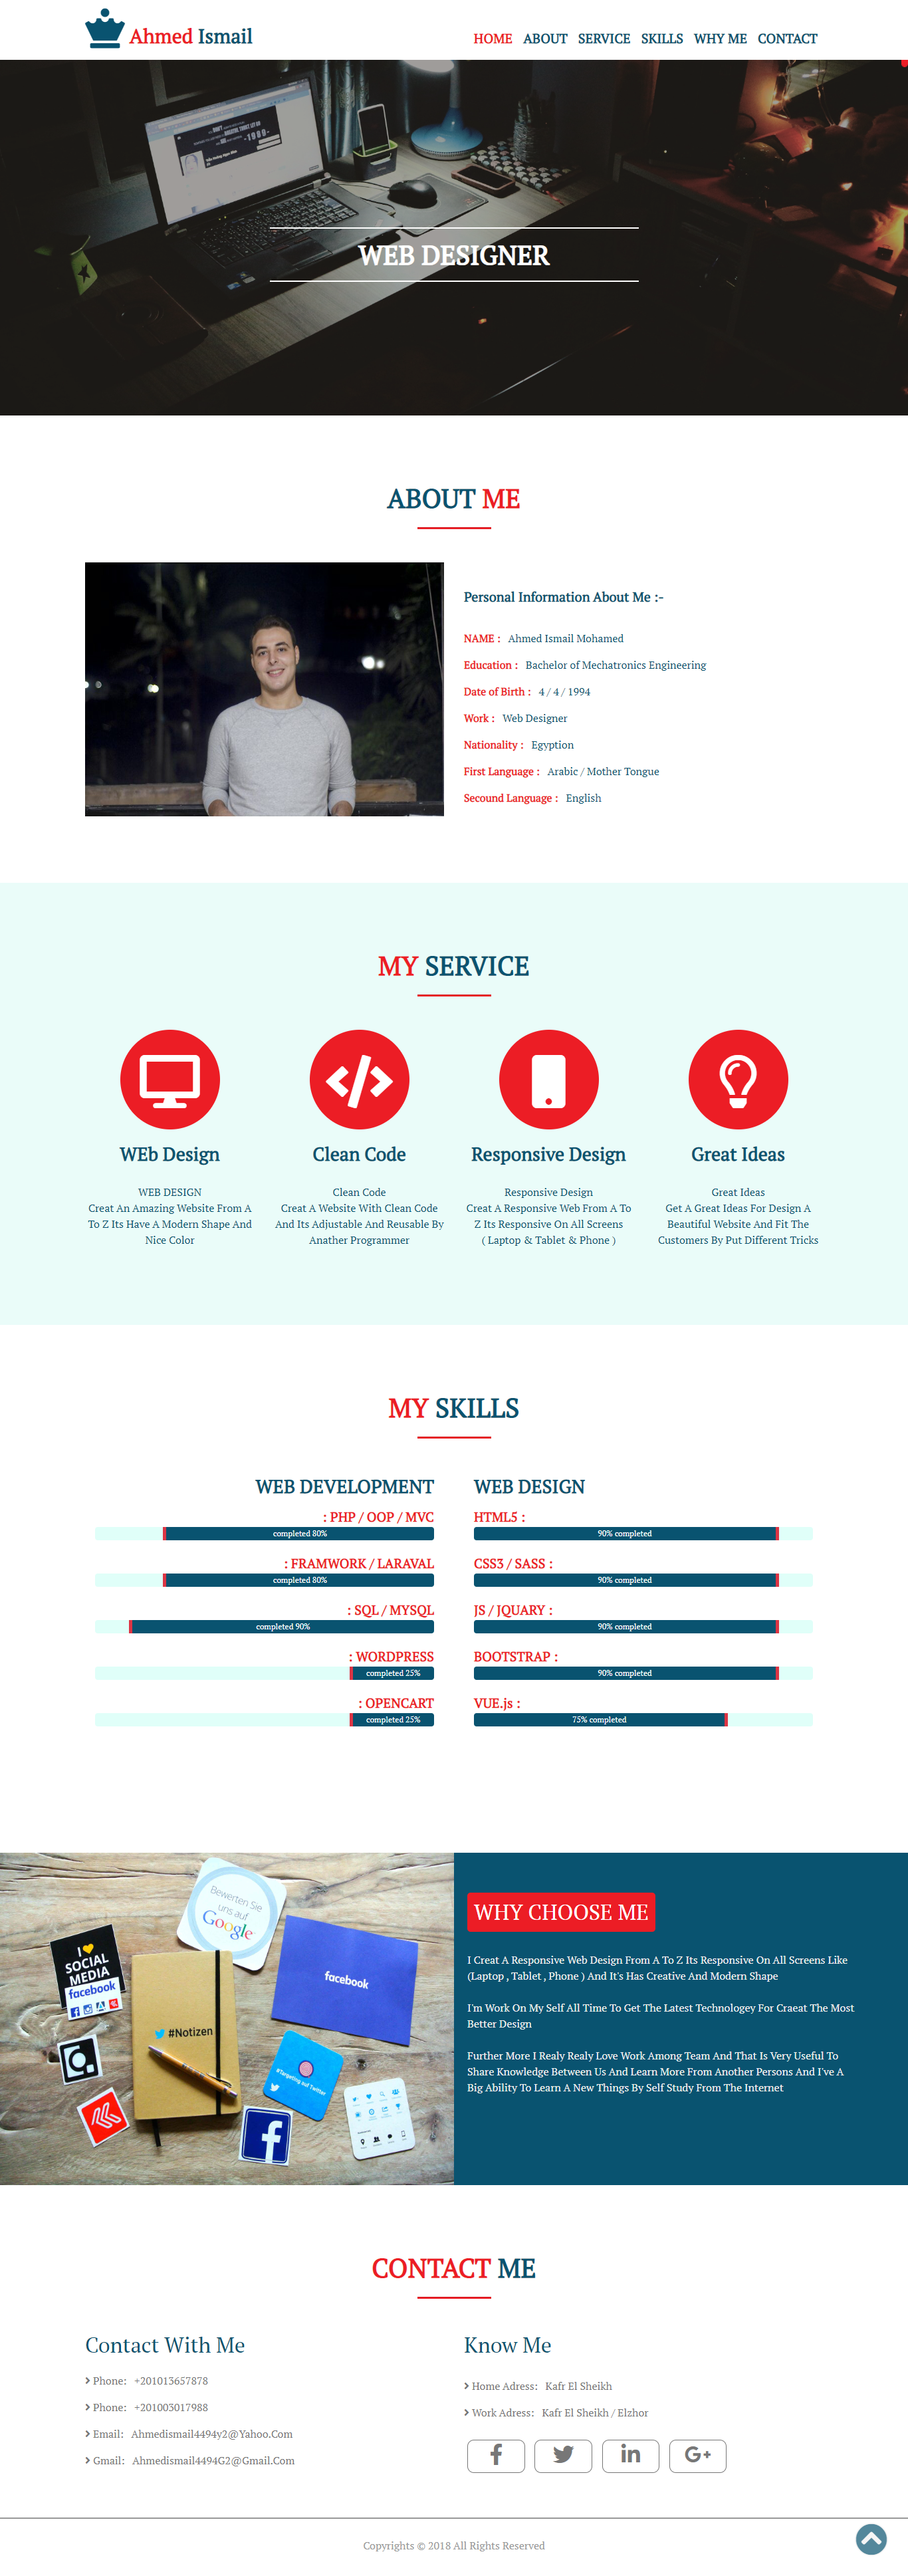 Ahmed Ismail
HOME ABOUT SERVICE SKILLS WHY ME CONTACT
WEB DESIGNER
ABOUT ME
Personal Information About Me :-
NAME : Ahmed Ismail Mohamed
Education : Bachelor of Mechatronics Engineering
Date of Birth : 4 / 4 / 1994
Work : Web Designer
Nationality : Egyption
First Language : Arabic / Mother Tongue
Secound Language : English
MY SERVICE
WEb Design
WEB DESIGN
Creat An Amazing Website From A
To Z Its Have A Modern Shape And
Nice Color
Clean Code
Clean Code
Creat A Website With Clean Code
And Its Adjustable And Reusable By
Anather Programmer
Responsive Design
Responsive Design
Creat A Responsive Web From A To
Z Its Responsive On All Screens
( Laptop & Tablet & Phone )
Great Ideas
Great Ideas
Get A Great Ideas For Design A
Beautiful Website And Fit The
Customers By Put Different Tricks
MY SKILLS
WEB DEVELOPMENT
: PHP / OOP / MVC
completed 80%
: FRAMWORK / LARAVAL
completed 80%
: SQL / MYSQL
completed 90%
: WORDPRESS
completed 25%
: OPENCART
completed 25%
WEB DESIGN
HTML5 :
90% completed
CSS3 / SASS :
90% completed
JS / JQUARY :
90% completed
BOOTSTRAP :
90% completed
VUE.js :
75% completed
Bewerten Sie
uns auf
Google
I
SOCIAL
MEDIA
facebook
facebook
#Notizen
#Targeting auf Twitter
WHY CHOOSE ME
I Creat A Responsive Web Design From A To Z Its Responsive On All Screens Like
(Laptop , Tablet , Phone ) And It's Has Creative And Modern Shape
I'm Work On My Self All Time To Get The Latest Technologey For Craeat The Most
Better Design
Further More I Realy Realy Love Work Among Team And That Is Very Useful To
Share Knowledge Between Us And Learn More From Another Persons And I've A
Big Ability To Learn A New Things By Self Study From The Internet
CONTACT ME
Contact With Me
Phone: +201013657878
Phone: +201003017988
Email: Ahmedismail4494y2@Yahoo.Com
Gmail: Ahmedismail4494G2@Gmail.Com
Know Me
Home Adress: Kafr El Sheikh
Work Adress: Kafr El Sheikh / Elzhor
Copyrights © 2018 All Rights Reserved